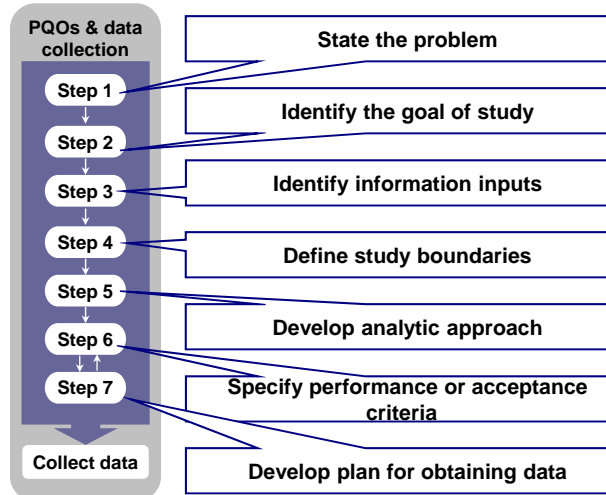 PQOs & data
collection
Step 1
State the problem
Step 2
Identify the goal of study
Step 3
Identify information inputs
Step 4
Define study boundaries
Step 5
Develop analytic approach
Step 6
Specify performance or acceptance
criteria
Step 7
Develop plan for obtaining data
Collect data